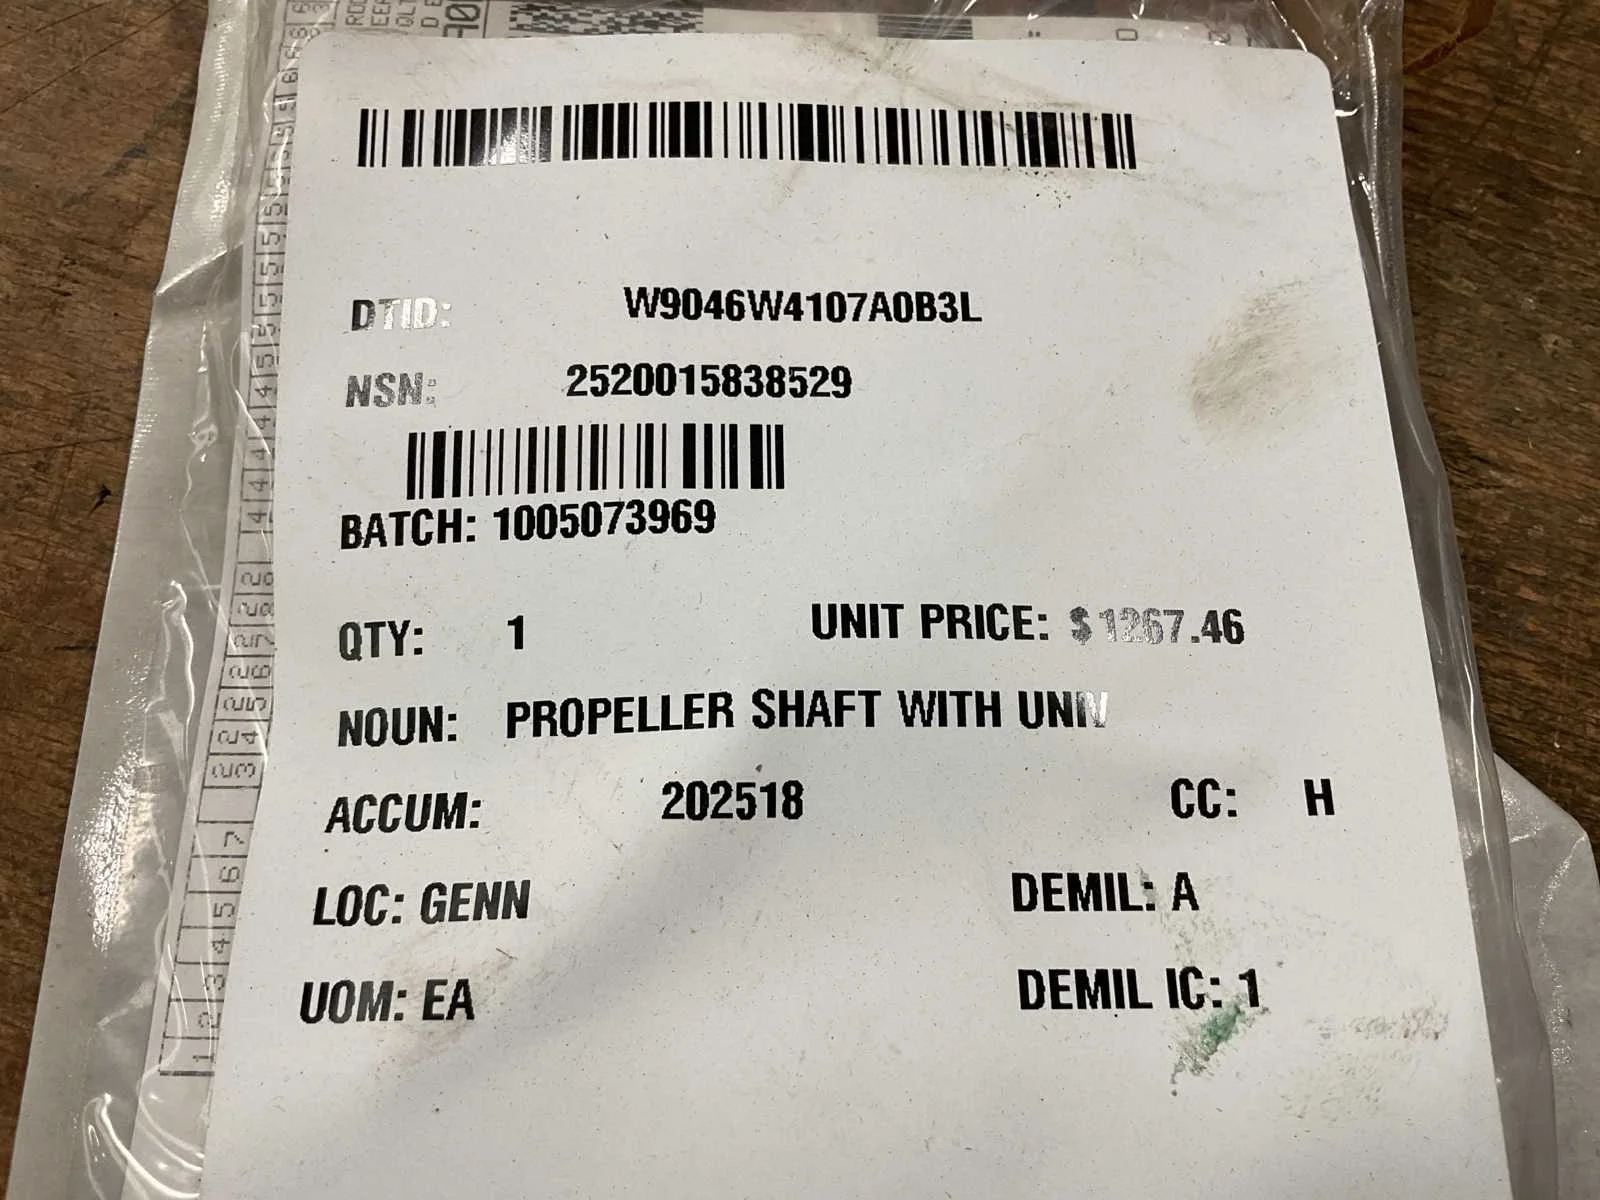 DTID: W9046W4107A0B3L
NSN: 2520015838529
BATCH: 1005073969
QTY: 1 UNIT PRICE: $1267.46
NOUN: PROPELLER SHAFT WITH UNIV
ACCUM: 202518 CC: H
LOC: GENN DEMIL: A
UOM: EA DEMIL IC: 1